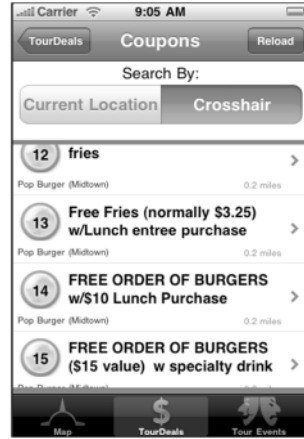 Carrier 9:05 AM
TourDeals Coupons Reload
Search By:
Current Location Crosshair
12 fries
Pop Burger (Midtown) 0.2 miles
13 Free Fries (normally $3.25)
w/Lunch entree purchase
Pop Burger (Midtown) 0.2 miles
14 FREE ORDER OF BURGERS
w/$10 Lunch Purchase
Pop Burger (Midtown) 0.2 miles
15 FREE ORDER OF BURGERS
($15 value) w specialty drink
Map TourDeals Tour Events